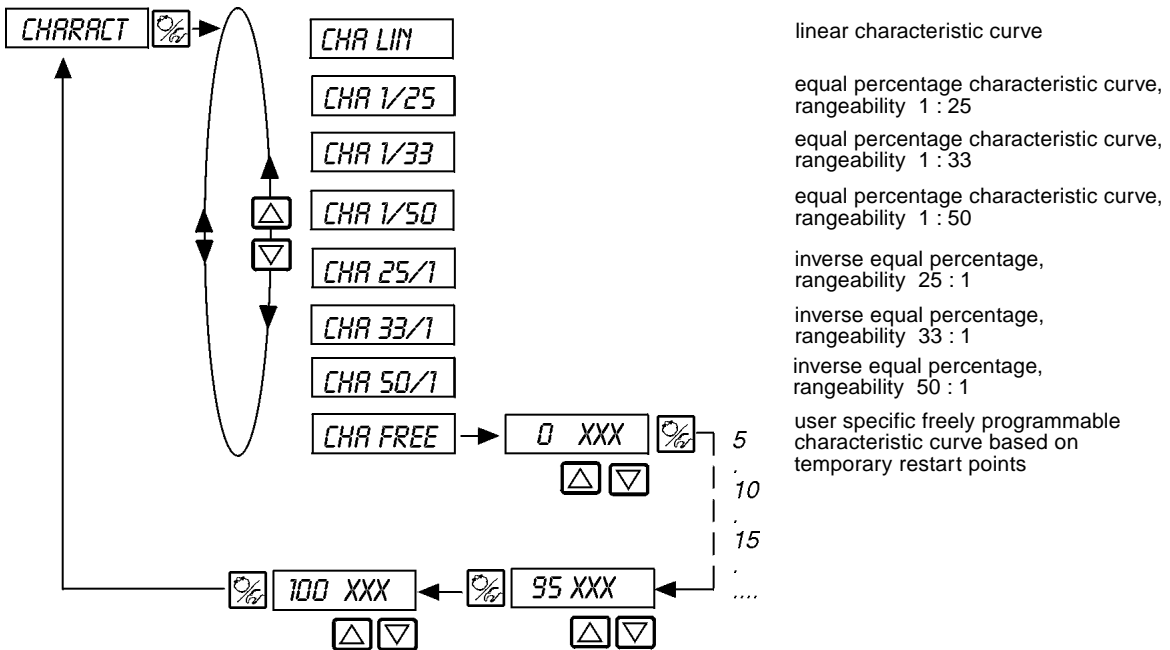 CHARACT
CHA LIN
linear characteristic curve
CHA 1/25
equal percentage characteristic curve,
rangeability 1 : 25
CHA 1/33
equal percentage characteristic curve,
rangeability 1 : 33
CHA 1/50
equal percentage characteristic curve,
rangeability 1 : 50
CHA 25/1
inverse equal percentage,
rangeability 25 : 1
CHA 33/1
inverse equal percentage,
rangeability 33 : 1
CHA 50/1
inverse equal percentage,
rangeability 50 : 1
CHA FREE
0 XXX
user specific freely programmable
characteristic curve based on
temporary restart points
5
.
10
.
15
.
....
95 XXX
100 XXX